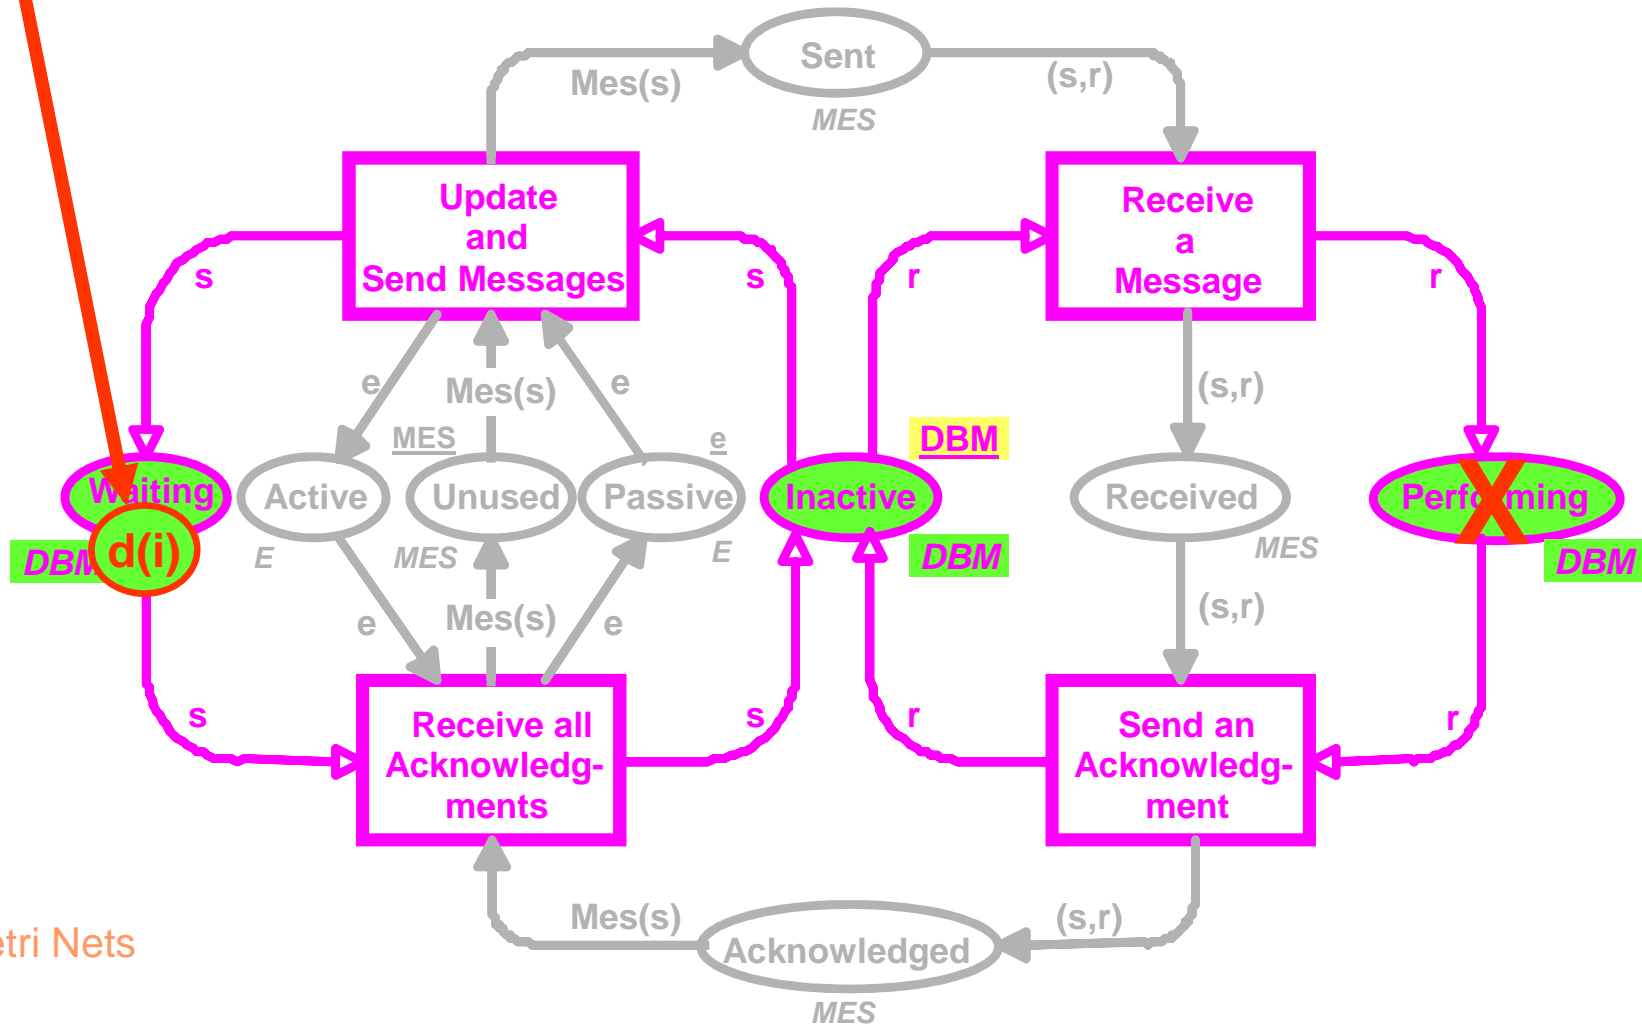 Sent
Mes(s)
(s,r)
MES
Update
and
Send Messages
Receive
a
Message
s
s
r
r
e
Mes(s)
e
(s,r)
MES
e
DBM
Waiting
Active
Unused
Passive
Inactive
Received
Performing
d(i)
DBM
E
MES
E
DBM
MES
DBM
e
Mes(s)
e
(s,r)
s
s
r
r
Receive all
Acknowledg-
ments
Send an
Acknowledg-
ment
Mes(s)
(s,r)
Acknowledged
MES
etri Nets
X